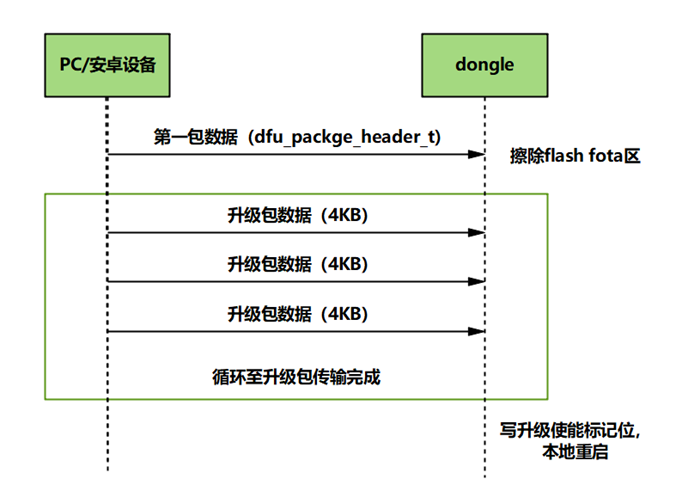 PC/安卓设备
dongle
第一包数据（dfu_packge_header_t)
擦除flash fota区
升级包数据（4KB）
升级包数据（4KB）
升级包数据（4KB）
循环至升级包传输完成
写升级使能标记位，
本地重启